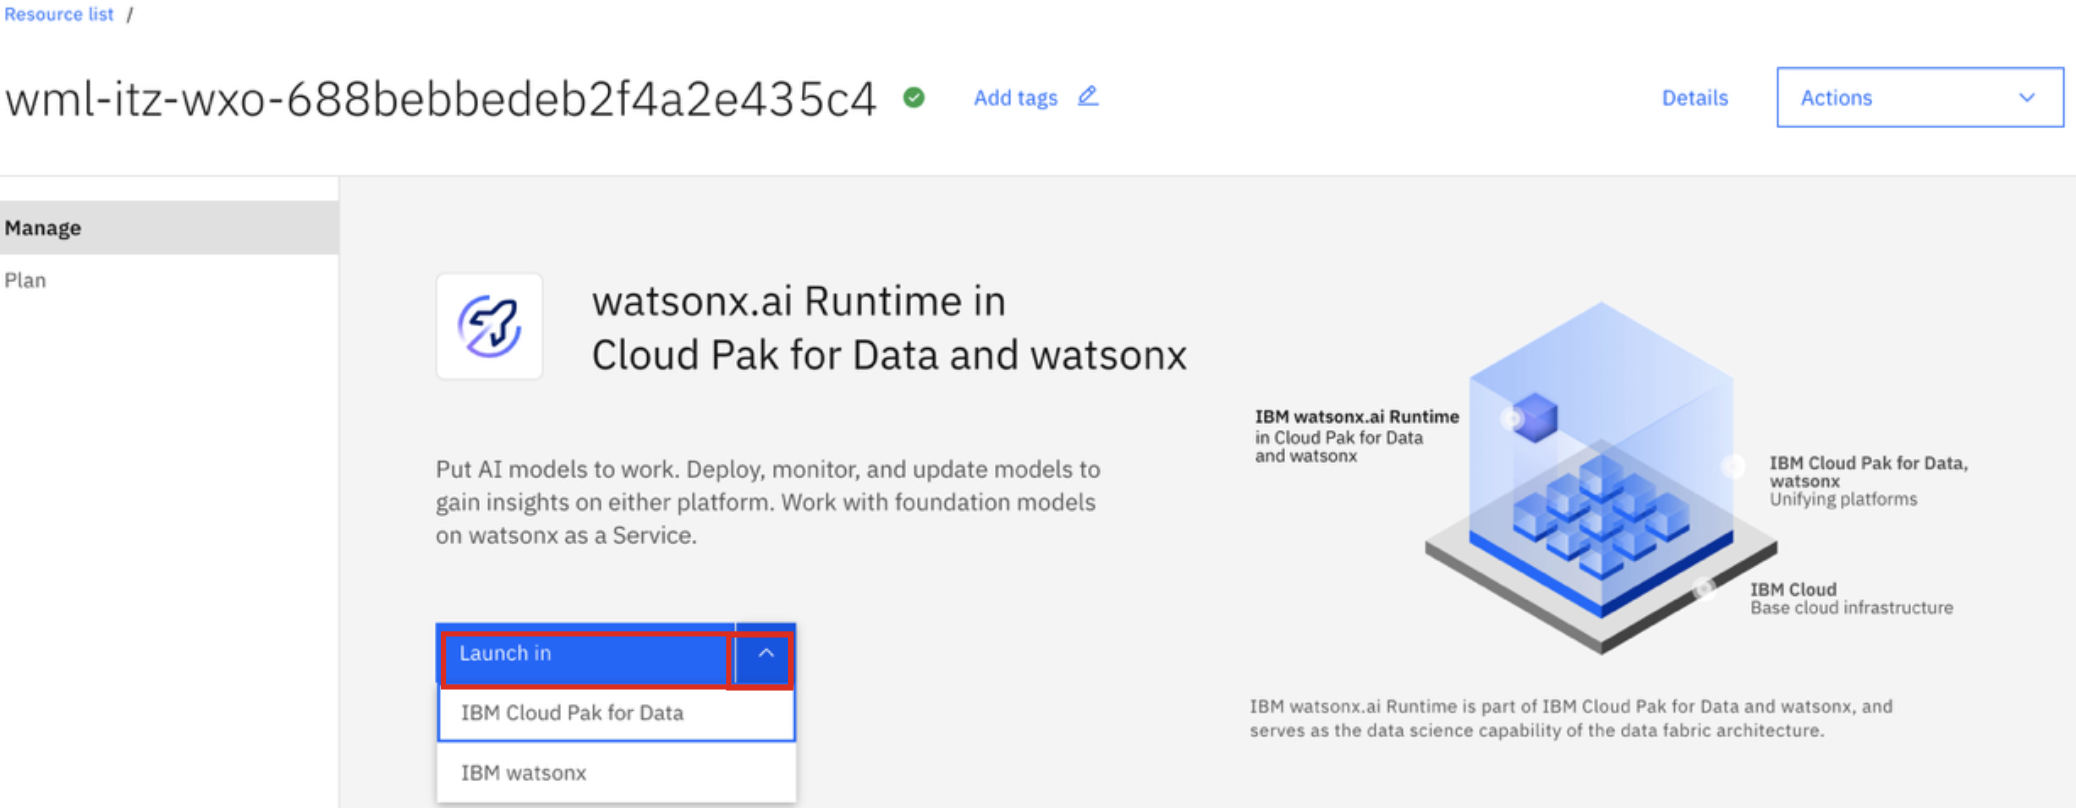 Resource list /
wml-itz-wxo-688bebbedeb2f4a2e435c4
Add tags
Details
Actions
Manage
Plan
watsonx.ai Runtime in
Cloud Pak for Data and watsonx
Put AI models to work. Deploy, monitor, and update models to
gain insights on either platform. Work with foundation models
on watsonx as a Service.
Launch in
IBM Cloud Pak for Data
IBM watsonx
IBM watsonx.ai Runtime
in Cloud Pak for Data
and watsonx
IBM Cloud Pak for Data,
watsonx
Unifying platforms
IBM Cloud
Base cloud infrastructure
IBM watsonx.ai Runtime is part of IBM Cloud Pak for Data and watsonx, and
serves as the data science capability of the data fabric architecture.